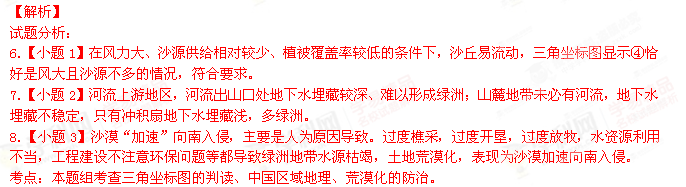 【解析】
试题分析：
6.【小题 1】在风力大、沙源供给相对较少、植被覆盖率较低的条件下，沙丘易流动，三角坐标图显示④恰
好是风大且沙源不多的情况，符合要求。
7.【小题 2】河流上游地区，河流出山口处地下水埋藏较深、难以形成绿洲；山麓地带未必有河流，地下水
埋藏不稳定，只有冲积扇地下水埋藏浅，多绿洲。
8.【小题 3】沙漠“加速”向南入侵，主要是人为原因导致。过度樵采，过度开垦，过度放牧，水资源利用
不当，工程建设不注意环保问题等都导致绿洲地带水源枯竭，土地荒漠化，表现为沙漠加速向南入侵。
考点：本题组考查三角坐标图的判读、中国区域地理、荒漠化的防治。